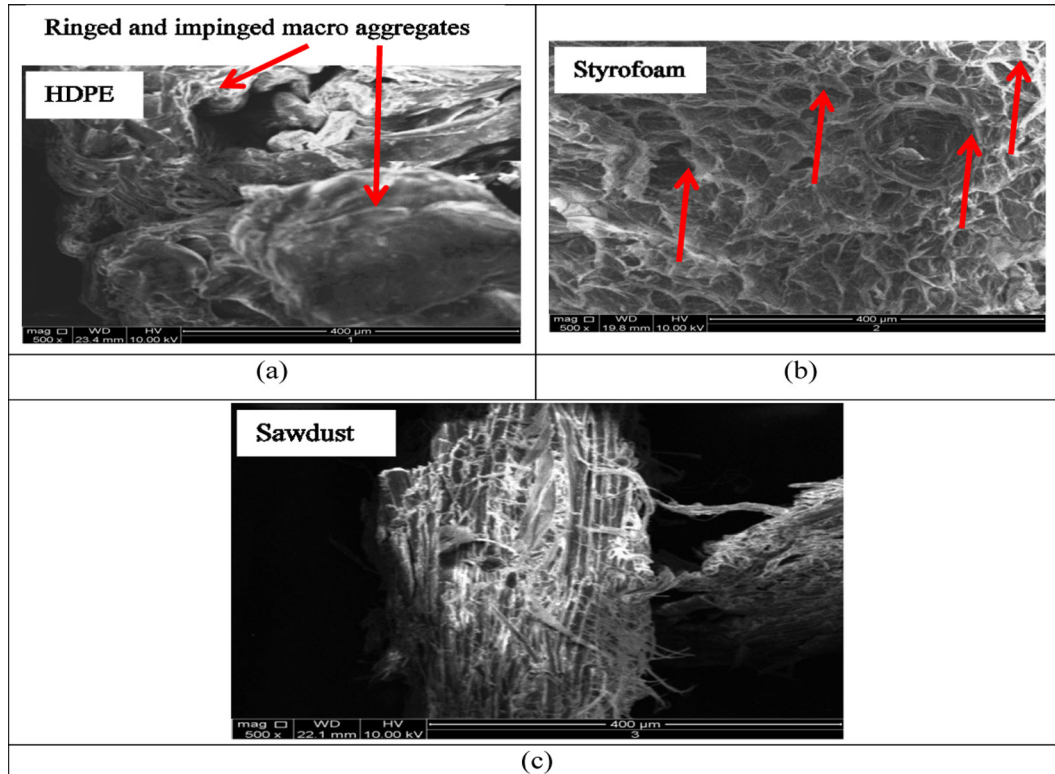 Ringed and impinged macro aggregates
HDPE
mag □ WD HV 400 µm
500 x 23.4 mm 10.00 kV 1
(a)
Styrofoam
mag □ WD HV 400 µm
500 x 19.8 mm 10.00 kV 2
(b)
Sawdust
mag □ WD HV 400 µm
500 x 22.1 mm 10.00 kV 3
(c)